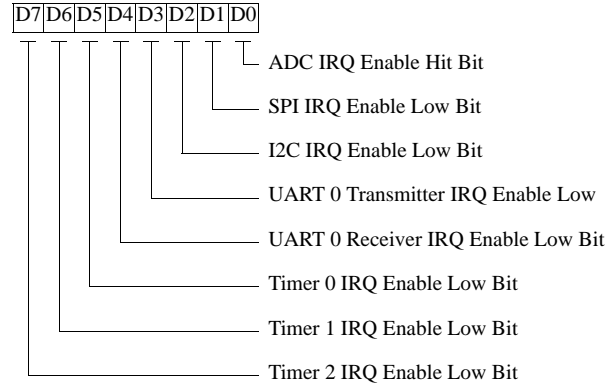 D7 D6 D5 D4 D3 D2 D1 D0
ADC IRQ Enable Hit Bit
SPI IRQ Enable Low Bit
I2C IRQ Enable Low Bit
UART 0 Transmitter IRQ Enable Low
UART 0 Receiver IRQ Enable Low Bit
Timer 0 IRQ Enable Low Bit
Timer 1 IRQ Enable Low Bit
Timer 2 IRQ Enable Low Bit